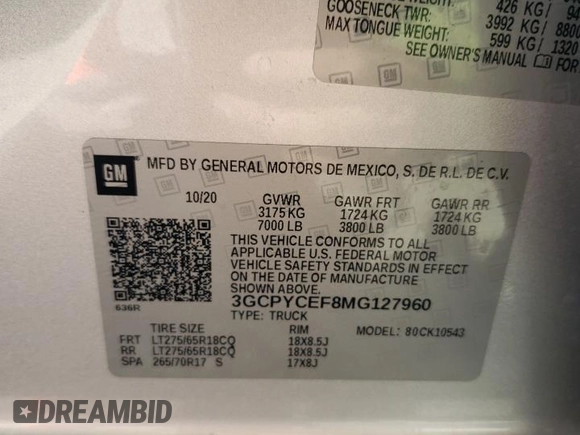 426 KG/
GOOSENECK TWR: 3992 KG/ 8800
MAX TONGUE WEIGHT: 599 KG/ 1320
SEE OWNER'S MANUAL FOR
GM MFD BY GENERAL MOTORS DE MEXICO, S. DE R.L. DE C.V.
10/20 GVWR GAWR FRT GAWR RR
3175 KG 1724 KG 1724 KG
7000 LB 3800 LB 3800 LB
THIS VEHICLE CONFORMS TO ALL
APPLICABLE U.S. FEDERAL MOTOR
VEHICLE SAFETY STANDARDS IN EFFECT
ON THE DATE OF MANUFACTURE
SHOWN ABOVE.
636R
3GCPYCEF8MG127960
TYPE: TRUCK
MODEL: 80CK10543
TIRE SIZE RIM
FRT LT275/65R18CQ 18X8.5J
RR LT275/65R18CQ 18X8.5J
SPA 265/70R17 S 17X8J
DREAMBID